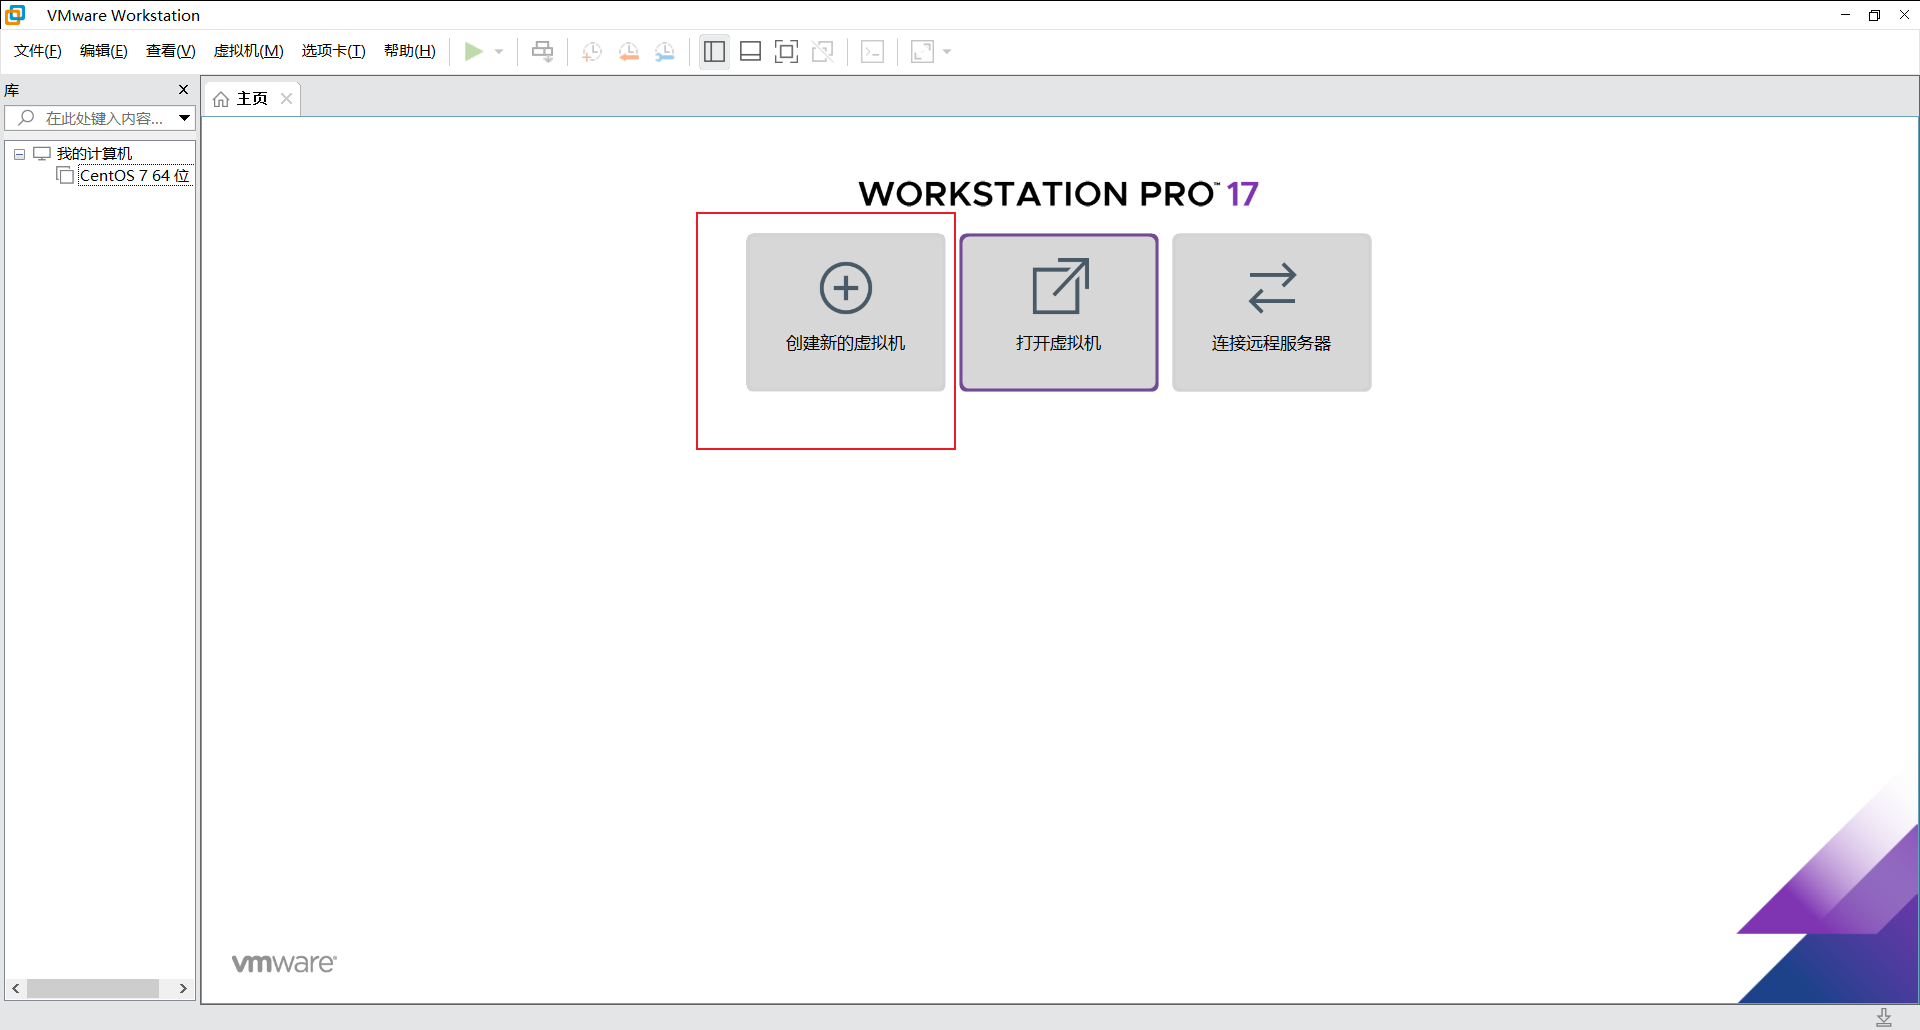 VMware Workstation
文件(F) 编辑(E) 查看(V) 虚拟机(M) 选项卡(T) 帮助(H)
库
主页
在此处键入内容...
我的计算机
CentOS 7 64 位
WORKSTATION PRO™ 17
创建新的虚拟机 打开虚拟机 连接远程服务器
vmware®